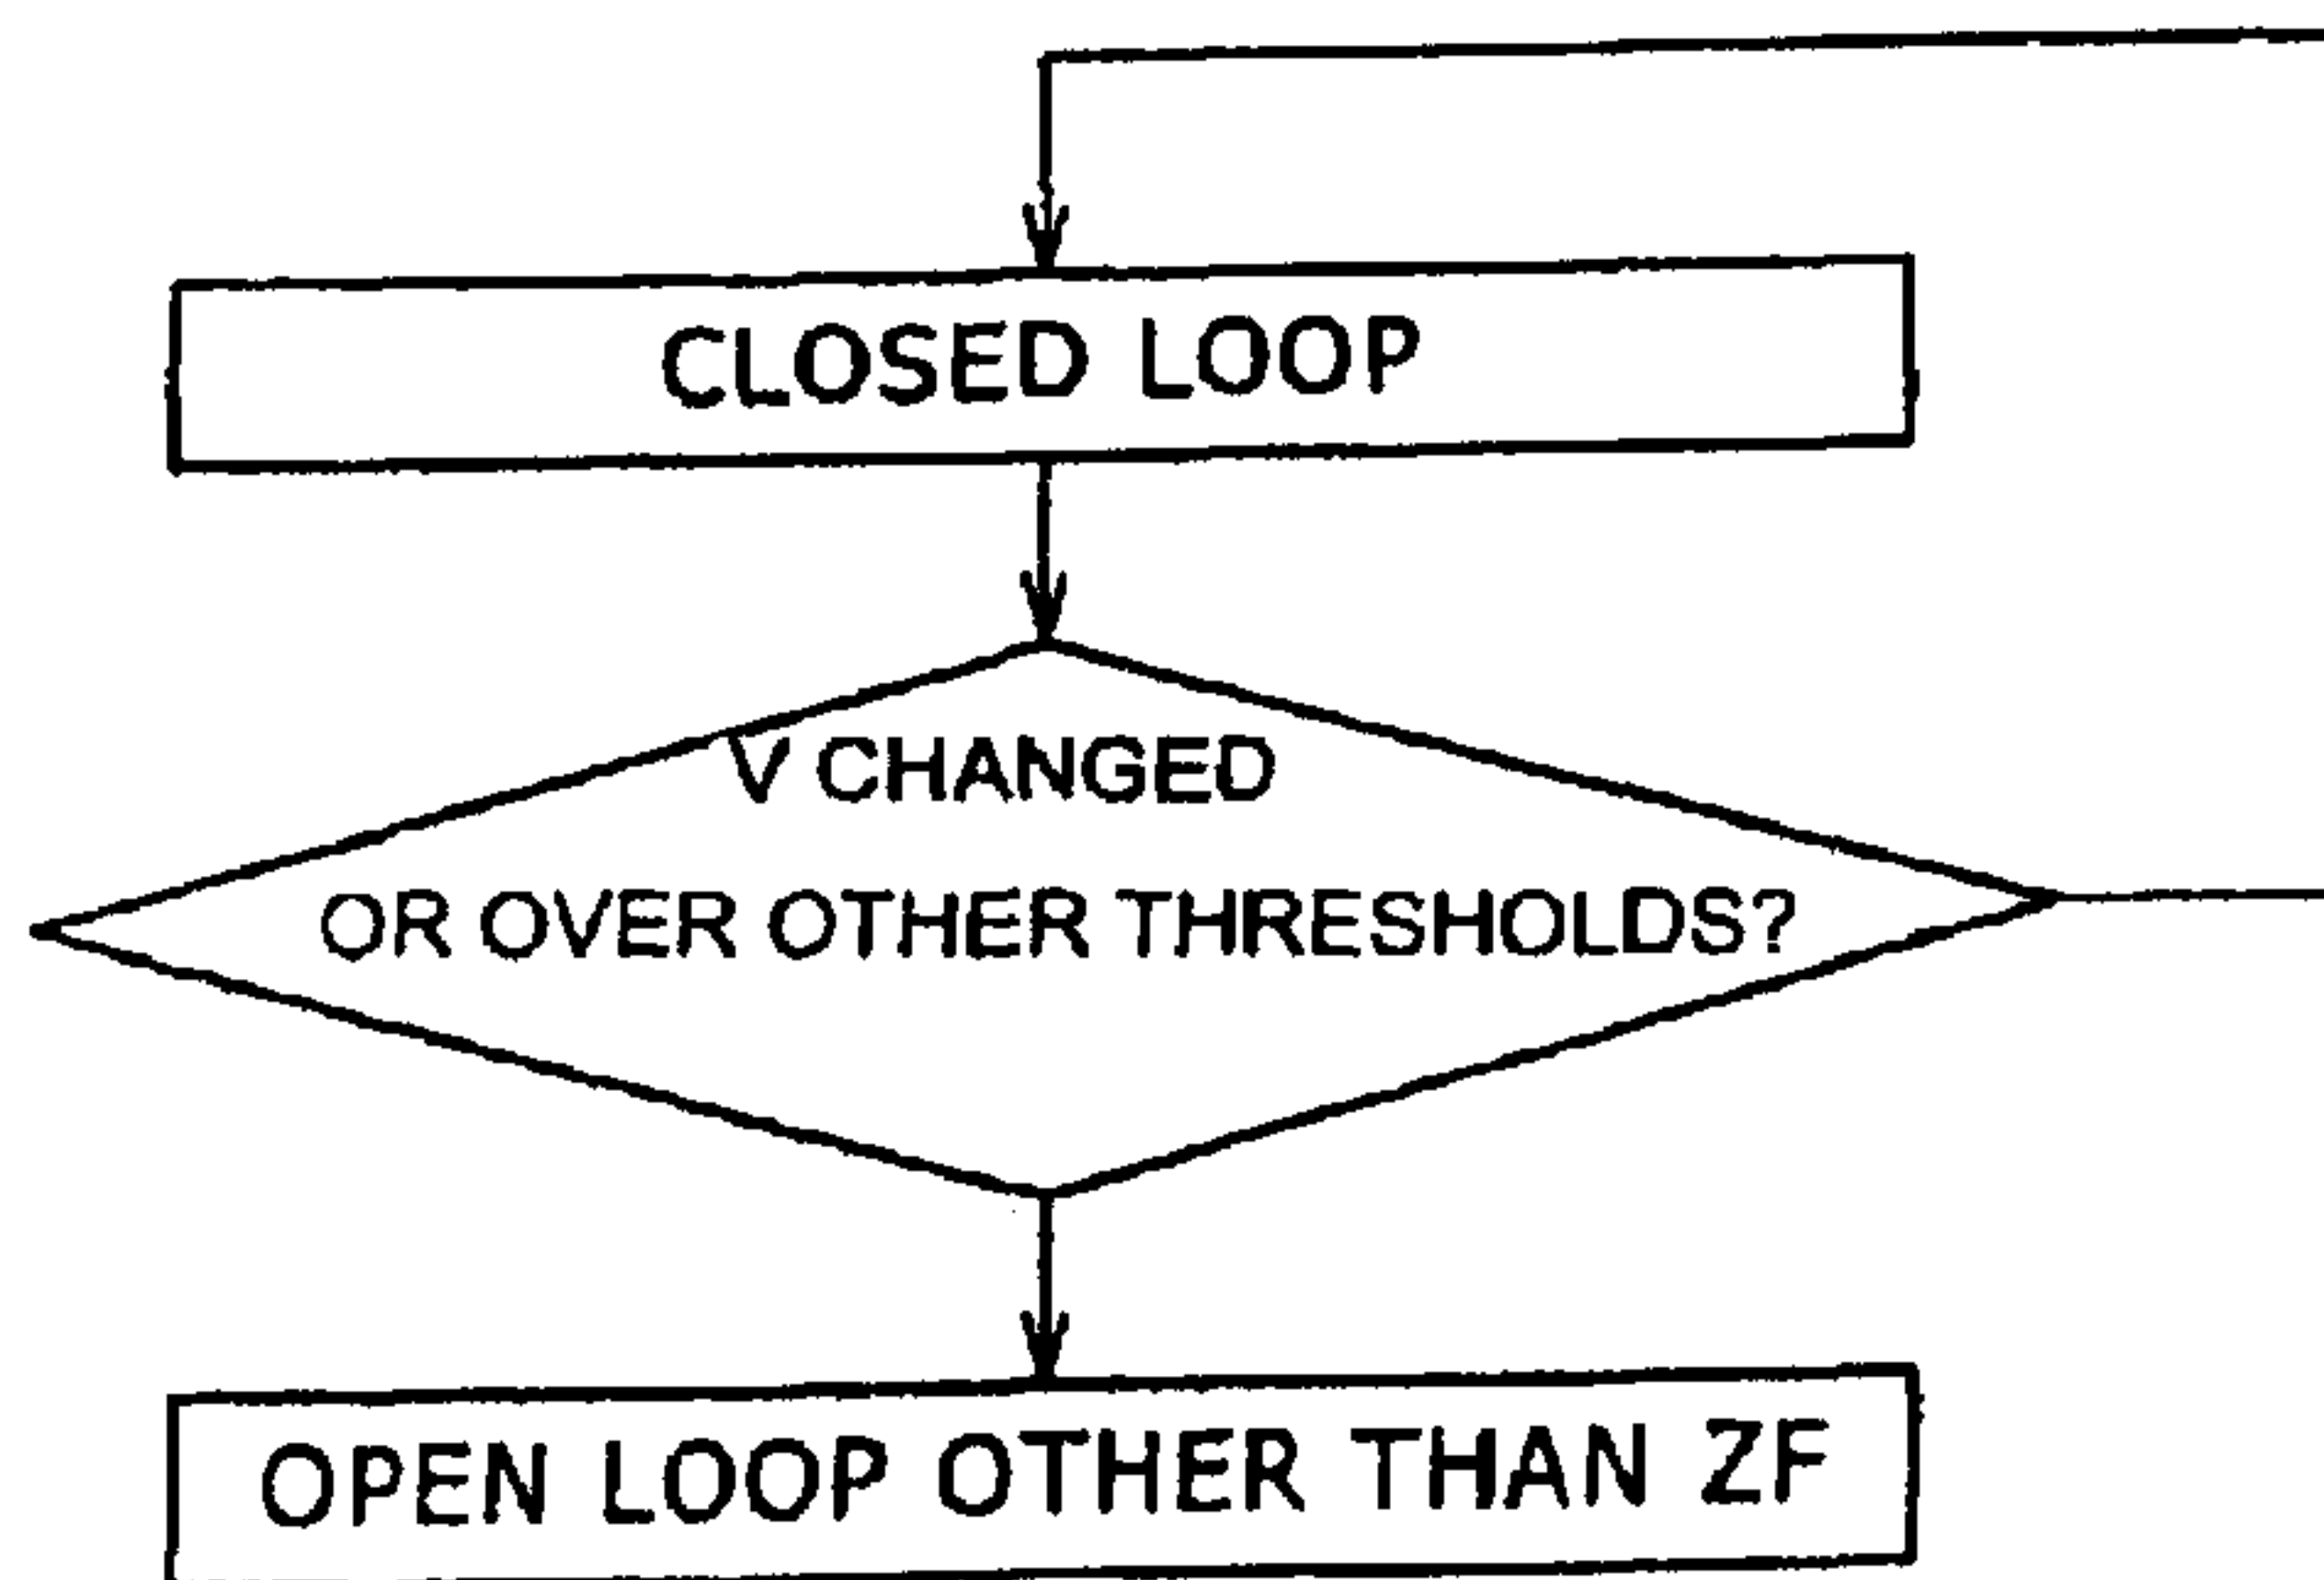 CLOSED LOOP
V CHANGED
OR OVER OTHER THRESHOLDS?
OPEN LOOP OTHER THAN ZF